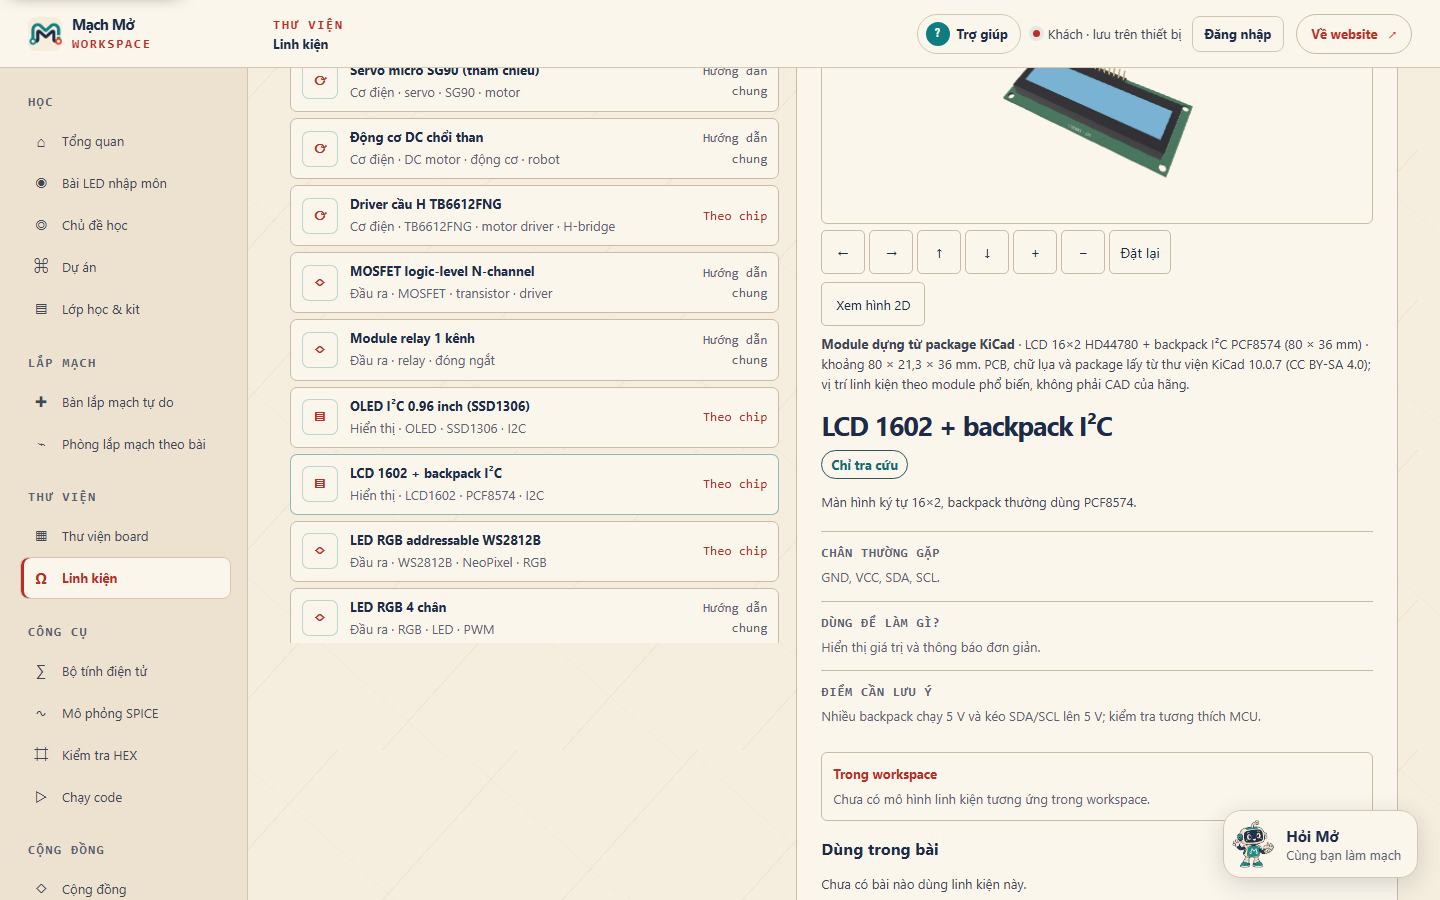 Mạch Mở
WORKSPACE
THƯ VIỆN
Linh kiện
? Trợ giúp
Khách · lưu trên thiết bị
Đăng nhập
Về website ↗
HỌC
Tổng quan
Bài LED nhập môn
Chủ đề học
Dự án
Lớp học & kit
LẮP MẠCH
Bàn lắp mạch tự do
Phòng lắp mạch theo bài
THƯ VIỆN
Thư viện board
Linh kiện
CÔNG CỤ
Bộ tính điện tử
Mô phỏng SPICE
Kiểm tra HEX
Chạy code
CỘNG ĐỒNG
Cộng đồng
Servo micro SG90 (tham chiếu)
Cơ điện · servo · SG90 · motor
Hướng dẫn
chung
Động cơ DC chổi than
Cơ điện · DC motor · động cơ · robot
Hướng dẫn
chung
Driver cầu H TB6612FNG
Cơ điện · TB6612FNG · motor driver · H-bridge
Theo chip
MOSFET logic-level N-channel
Đầu ra · MOSFET · transistor · driver
Hướng dẫn
chung
Module relay 1 kênh
Đầu ra · relay · đóng ngắt
Hướng dẫn
chung
OLED I²C 0.96 inch (SSD1306)
Hiển thị · OLED · SSD1306 · I2C
Theo chip
LCD 1602 + backpack I²C
Hiển thị · LCD1602 · PCF8574 · I2C
Theo chip
LED RGB addressable WS2812B
Đầu ra · WS2812B · NeoPixel · RGB
Theo chip
LED RGB 4 chân
Đầu ra · RGB · LED · PWM
Hướng dẫn
chung
← → ↑ ↓ + − Đặt lại
Xem hình 2D
Module dựng từ package KiCad · LCD 16×2 HD44780 + backpack I²C PCF8574 (80 × 36 mm) ·
khoảng 80 × 21,3 × 36 mm. PCB, chữ lụa và package lấy từ thư viện KiCad 10.0.7 (CC BY-SA 4.0);
vị trí linh kiện theo module phổ biến, không phải CAD của hãng.
LCD 1602 + backpack I²C
Chỉ tra cứu
Màn hình ký tự 16×2, backpack thường dùng PCF8574.
CHÂN THƯỜNG GẶP
GND, VCC, SDA, SCL.
DÙNG ĐỂ LÀM GÌ?
Hiển thị giá trị và thông báo đơn giản.
ĐIỂM CẦN LƯU Ý
Nhiều backpack chạy 5 V và kéo SDA/SCL lên 5 V; kiểm tra tương thích MCU.
Trong workspace
Chưa có mô hình linh kiện tương ứng trong workspace.
Dùng trong bài
Chưa có bài nào dùng linh kiện này.
Hỏi Mở
Cùng bạn làm mạch